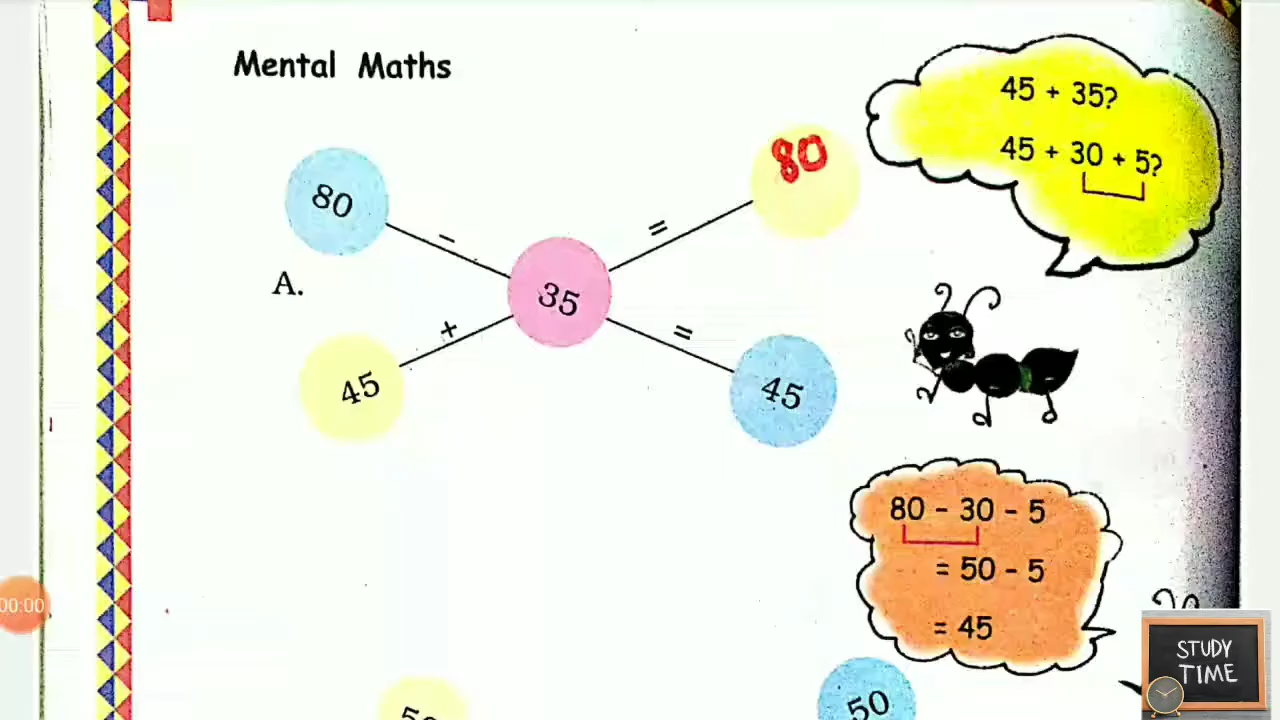 Mental Maths
45 + 35?
45 + 30 + 5?
80
80
-
=
A.
35
+
=
45
45
80 - 30 - 5
= 50 - 5
= 45
00:00
STUDY
TIME
50